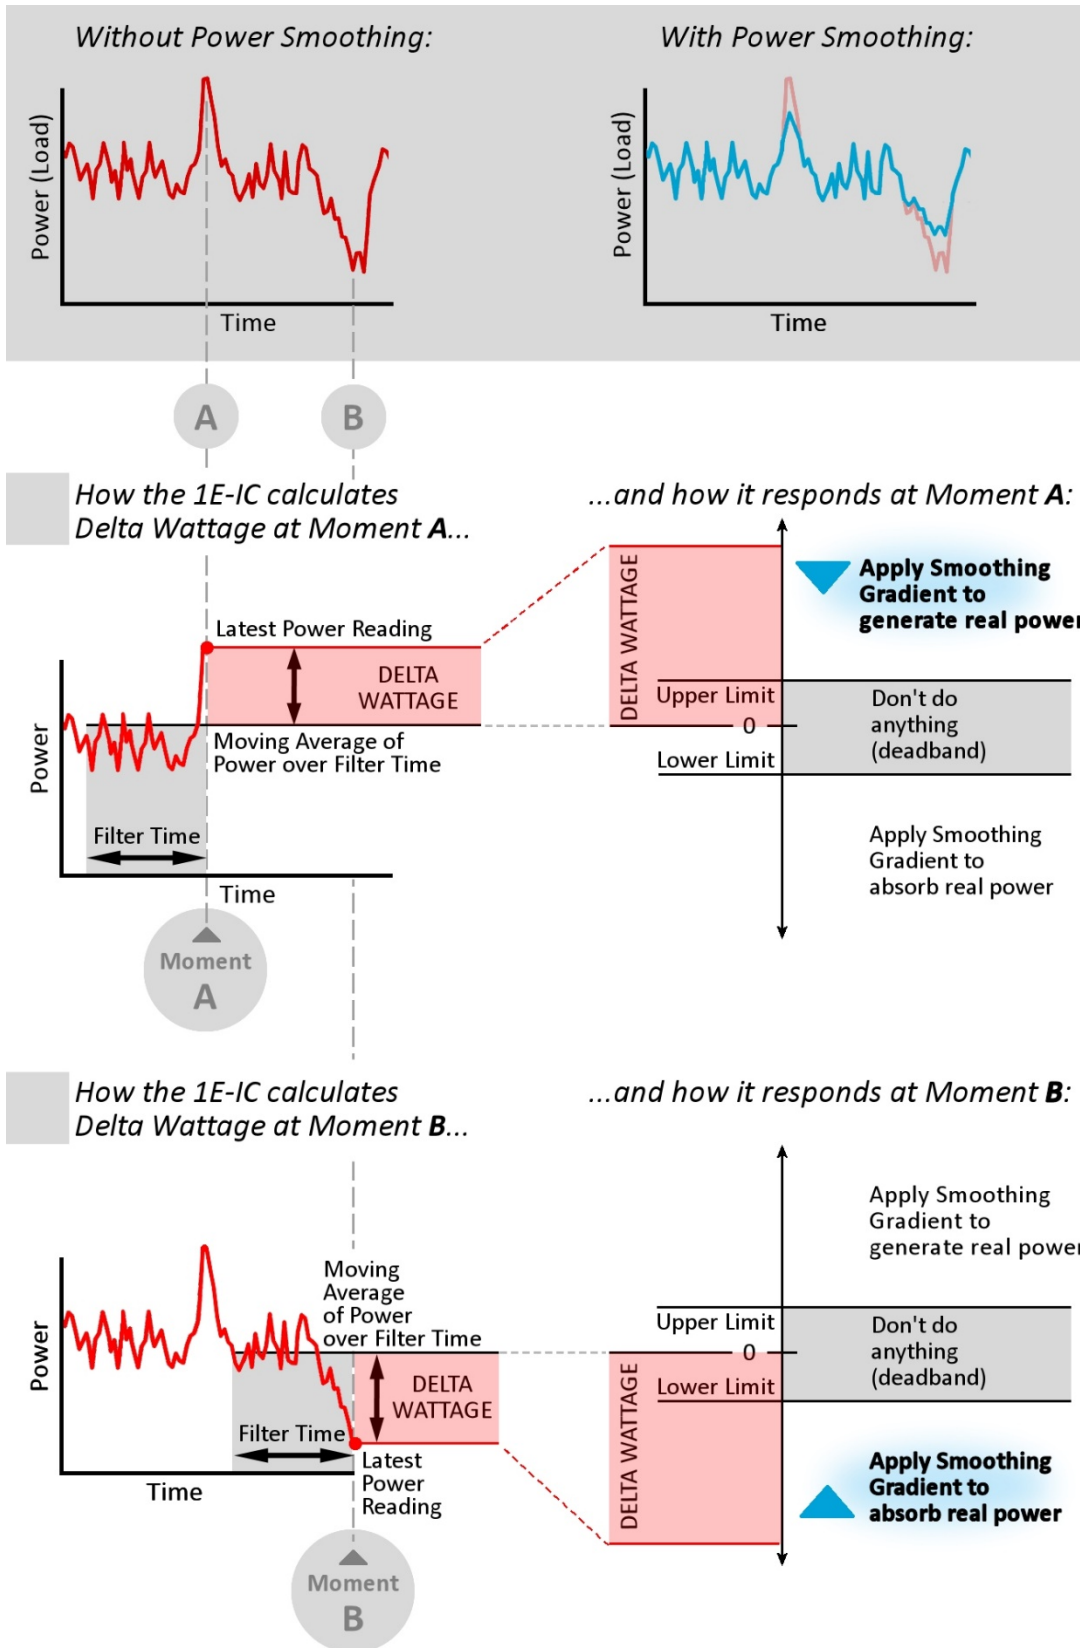 Without Power Smoothing:
With Power Smoothing:
Power (Load)
Time
Power (Load)
Time
A
B
How the 1E-IC calculates
Delta Wattage at Moment A...
...and how it responds at Moment A:
Latest Power Reading
DELTA
WATTAGE
Moving Average of
Power over Filter Time
Power
Filter Time
Time
Moment
A
DELTA WATTAGE
Apply Smoothing
Gradient to
generate real power
Upper Limit
0
Lower Limit
Don't do
anything
(deadband)
Apply Smoothing
Gradient to
absorb real power
How the 1E-IC calculates
Delta Wattage at Moment B...
...and how it responds at Moment B:
Moving
Average
of Power
over Filter Time
Power
DELTA
WATTAGE
Filter Time
Time
Latest
Power
Reading
Moment
B
Apply Smoothing
Gradient to
generate real power
Upper Limit
0
Lower Limit
DELTA WATTAGE
Don't do
anything
(deadband)
Apply Smoothing
Gradient to
absorb real power